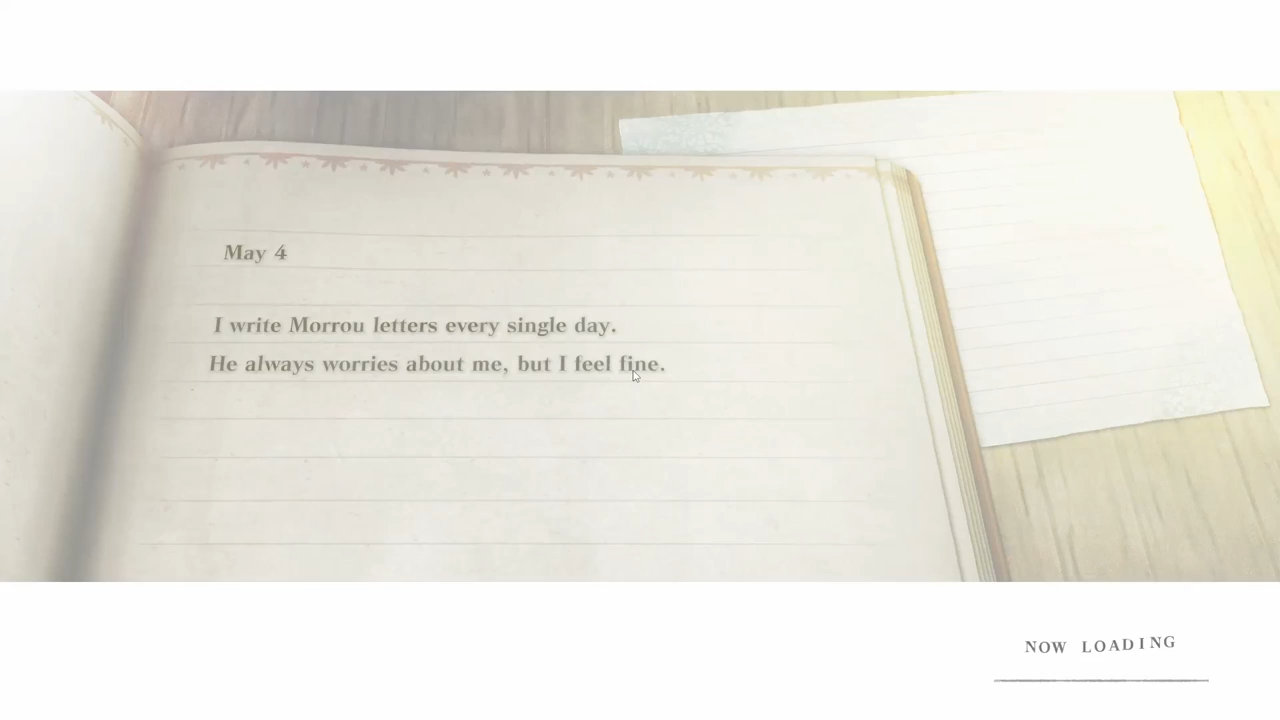 May 4
I write Morrou letters every single day.
He always worries about me, but I feel fine.
NOW LOADING